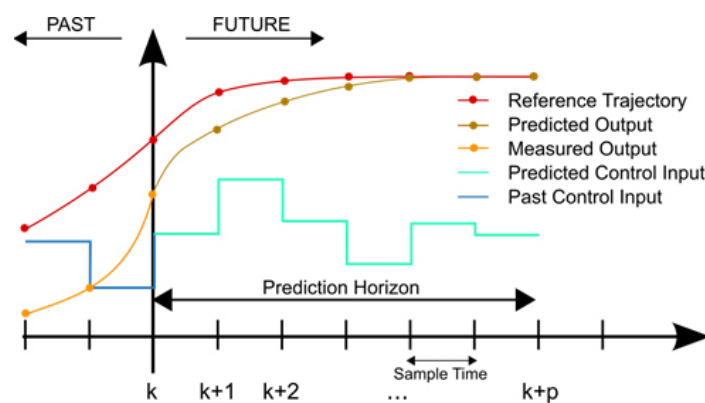 PAST
FUTURE
Reference Trajectory
Predicted Output
Measured Output
Predicted Control Input
Past Control Input
Prediction Horizon
Sample Time
k
k+1
k+2
...
k+p